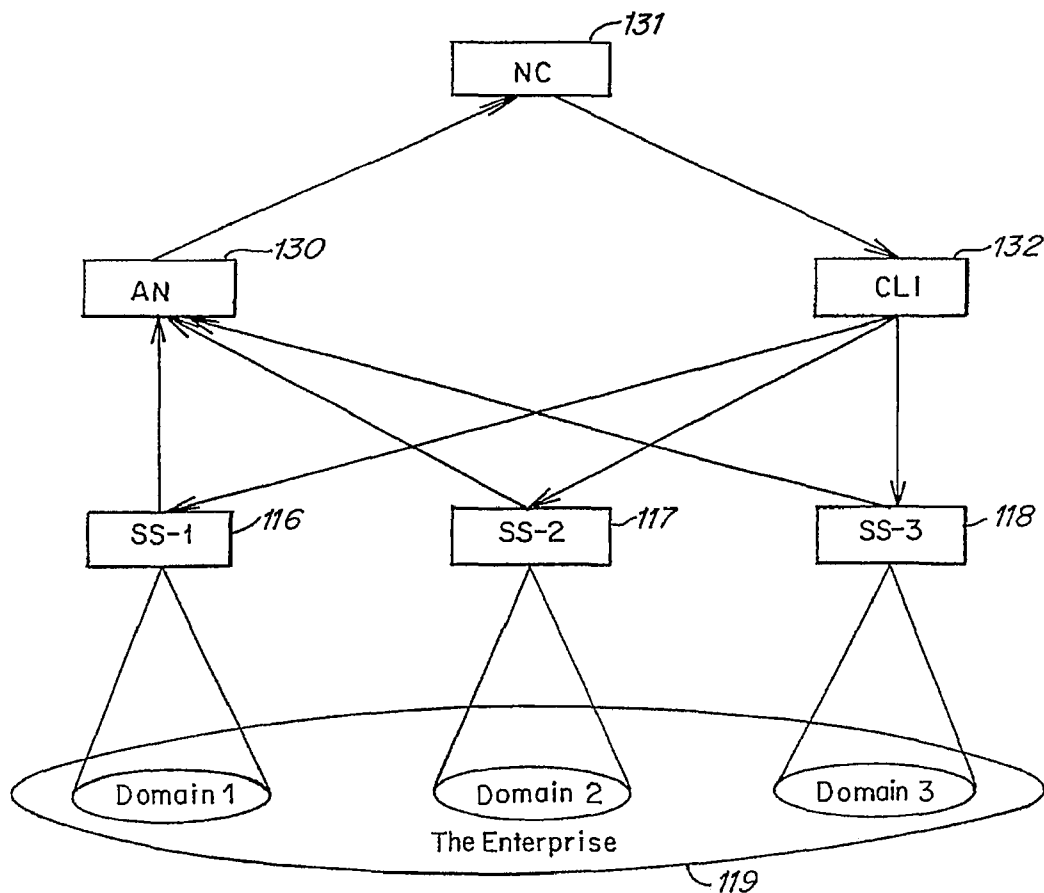 131
NC
130
132
AN
CLI
SS-1
116
SS-2
117
SS-3
118
Domain 1
Domain 2
Domain 3
The Enterprise
119